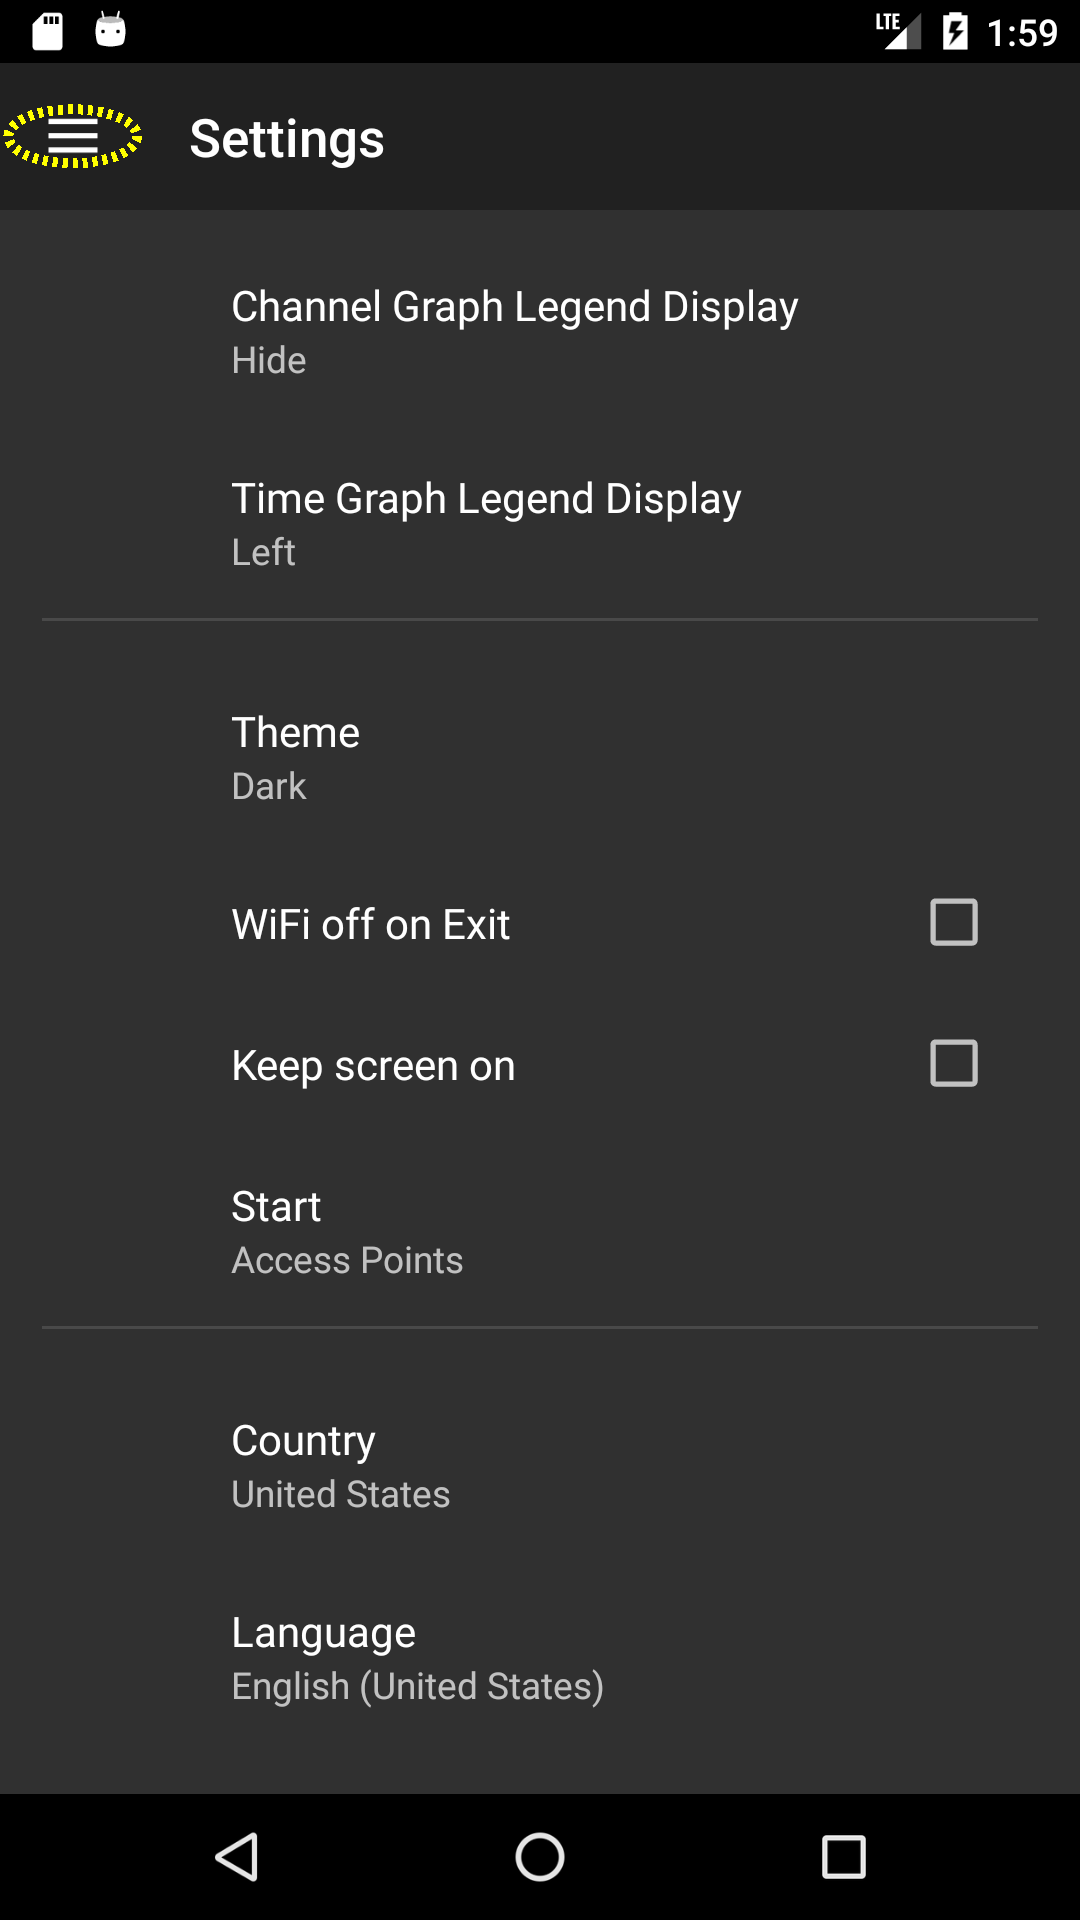 LTE 1:59
Settings
Channel Graph Legend Display
Hide
Time Graph Legend Display
Left
Theme
Dark
WiFi off on Exit
Keep screen on
Start
Access Points
Country
United States
Language
English (United States)